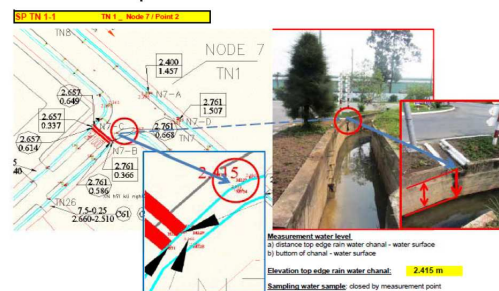 SP TN 1-1
TN 1 _ Node 7 / Point 2
TN8
NODE 7
TN1
2.400
1.457
N7-A
2.657
0.649
2.761
1.507
N7-D
TN7
2.657
0.337
2.761
0.668
2.657
0.614
N7-B
2.761
0.366
2.761
0.586
TN26
7.5-0.25
2.660-2.510
C61
2.415
Measurement water level
a) distance top edge rain water chanal - water surface
b) buttom of chanal - water surface
Elevation top edge rain water chanal: 2.415 m
Sampling water sample: closed by measurement point